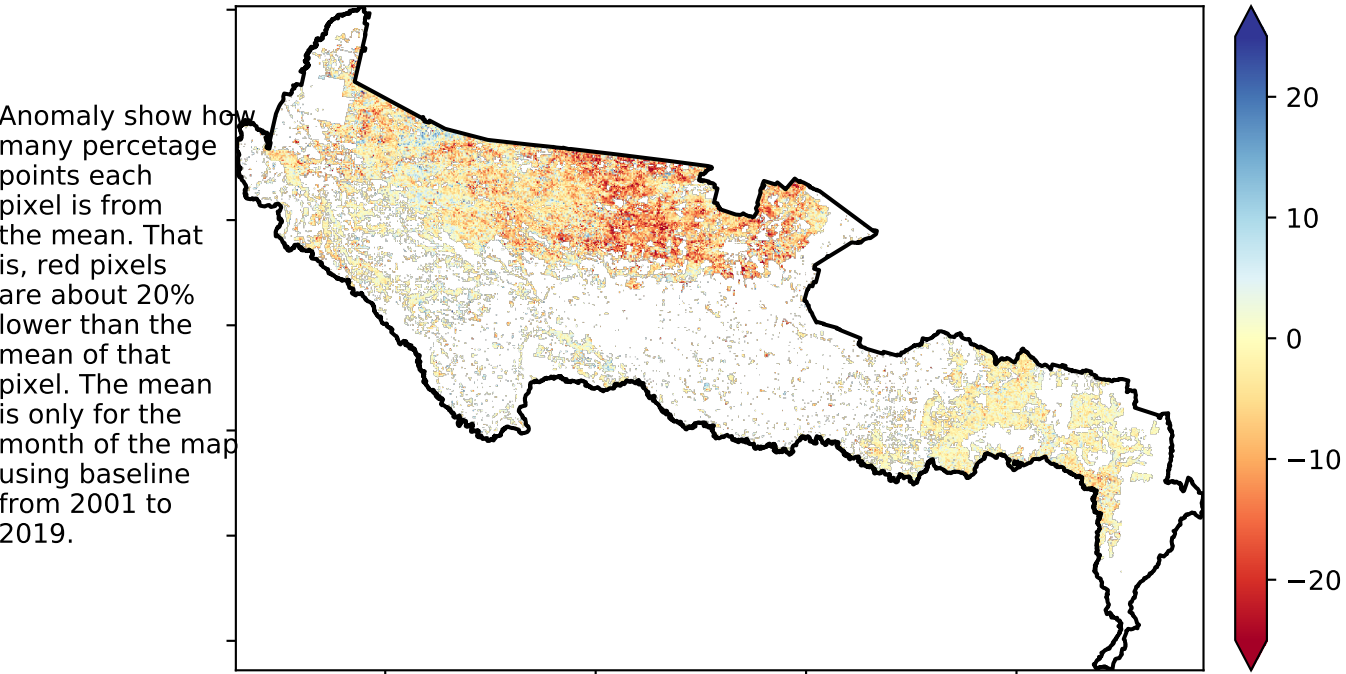 Anomaly show how
many percetage
points each
pixel is from
the mean. That
is, red pixels
are about 20%
lower than the
mean of that
pixel. The mean
is only for the
month of the map
using baseline
from 2001 to
2019.
20
10
0
−10
−20